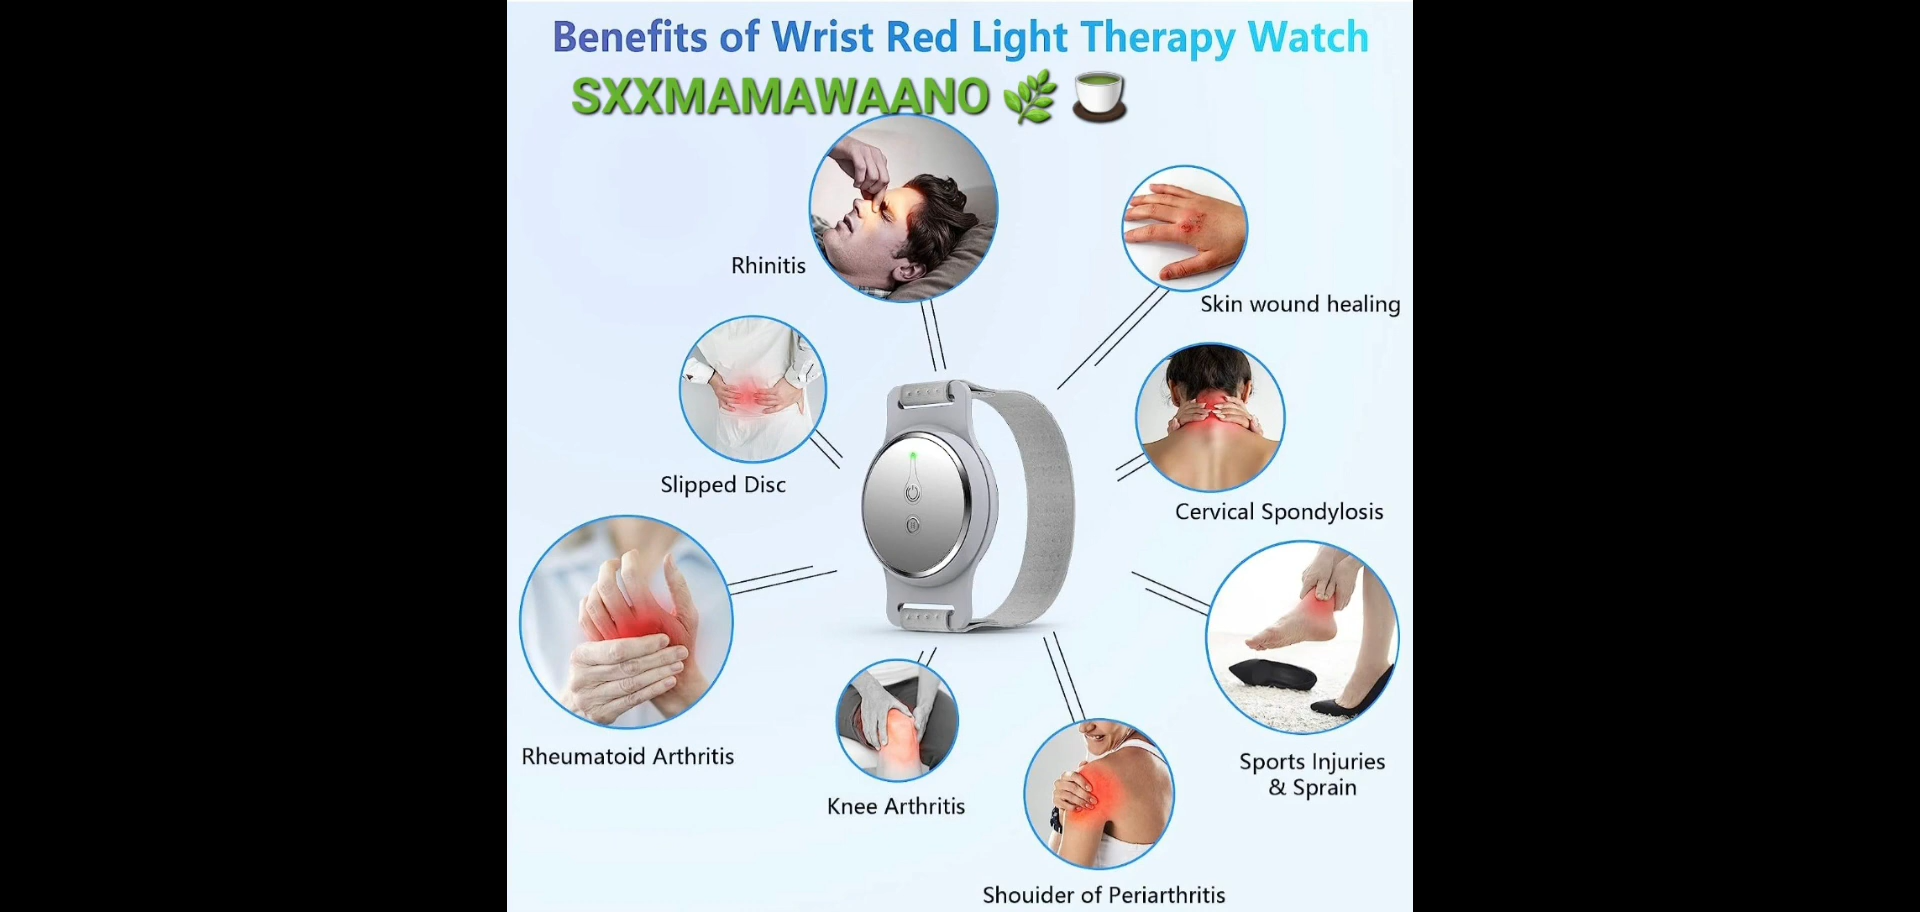 Benefits of Wrist Red Light Therapy Watch
SXXMAMAWAANO
Rhinitis
Skin wound healing
Slipped Disc
Cervical Spondylosis
Rheumatoid Arthritis
Knee Arthritis
Sports Injuries
& Sprain
Shouider of Periarthritis